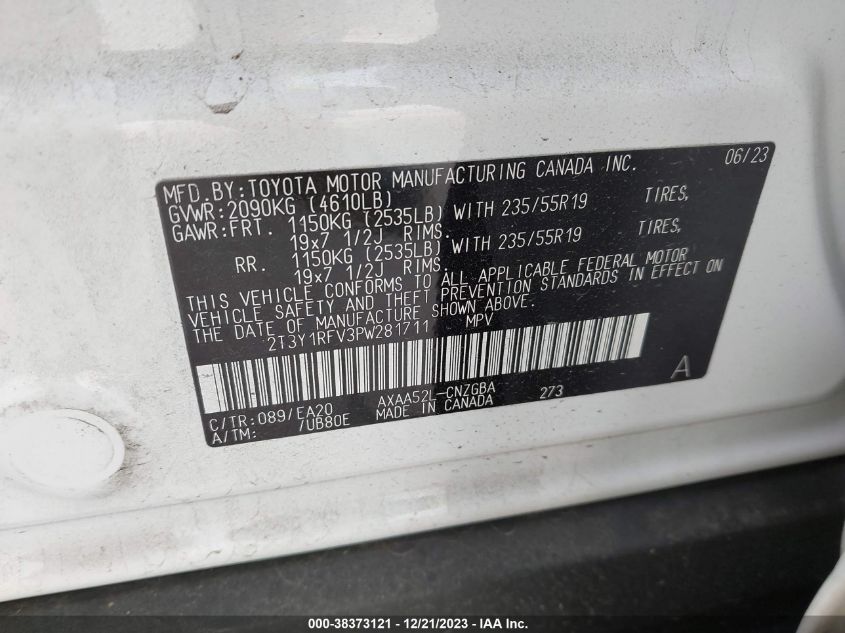 MFD.BY:TOYOTA MOTOR MANUFACTURING CANADA INC. 06/23
GVWR:2090KG (4610LB)
GAWR:FRT. 1150KG (2535LB) WITH 235/55R19 TIRES,
19x7 1/2J RIMS.
RR. 1150KG (2535LB) WITH 235/55R19 TIRES,
19x7 1/2J RIMS.
THIS VEHICLE CONFORMS TO ALL APPLICABLE FEDERAL MOTOR
VEHICLE SAFETY AND THEFT PREVENTION STANDARDS IN EFFECT ON
THE DATE OF MANUFACTURE SHOWN ABOVE.
2T3Y1RFV3PW281711 MPV
A
C/TR:089/EA20 AXAA52L-CNZGBA 273
A/TM: /UB80E MADE IN CANADA
000-38373121 - 12/21/2023 - IAA Inc.